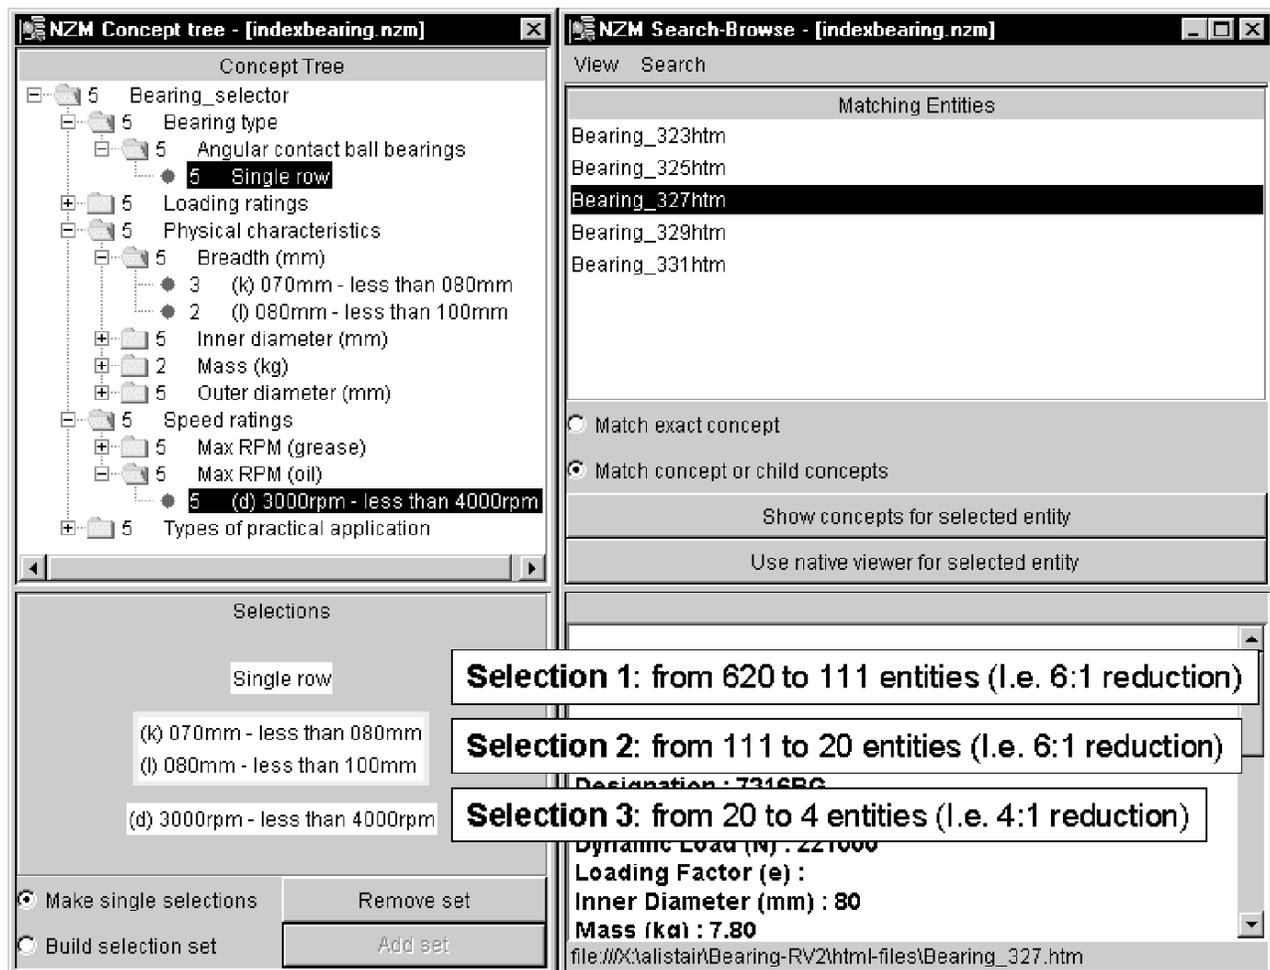 NZM Concept tree - [indexbearing.nzm]
Concept Tree
5 Bearing_selector
5 Bearing type
5 Angular contact ball bearings
5 Single row
5 Loading ratings
5 Physical characteristics
5 Breadth (mm)
3 (k) 070mm - less than 080mm
2 (l) 080mm - less than 100mm
5 Inner diameter (mm)
2 Mass (kg)
5 Outer diameter (mm)
5 Speed ratings
5 Max RPM (grease)
5 Max RPM (oil)
5 (d) 3000rpm - less than 4000rpm
5 Types of practical application
Selections
Single row
(k) 070mm - less than 080mm
(l) 080mm - less than 100mm
(d) 3000rpm - less than 4000rpm
Make single selections
Remove set
Build selection set
Add set
NZM Search-Browse - [indexbearing.nzm]
View Search
Matching Entities
Bearing_323htm
Bearing_325htm
Bearing_327htm
Bearing_329htm
Bearing_331htm
Match exact concept
Match concept or child concepts
Show concepts for selected entity
Use native viewer for selected entity
Selection 1: from 620 to 111 entities (I.e. 6:1 reduction)
Selection 2: from 111 to 20 entities (I.e. 6:1 reduction)
Designation : 7316BG
Selection 3: from 20 to 4 entities (I.e. 4:1 reduction)
Dynamic Load (N) : 221000
Loading Factor (e) :
Inner Diameter (mm) : 80
Mass (kg) : 7.80
file:///X:\alistair\Bearing-RV2\html-files\Bearing_327.htm